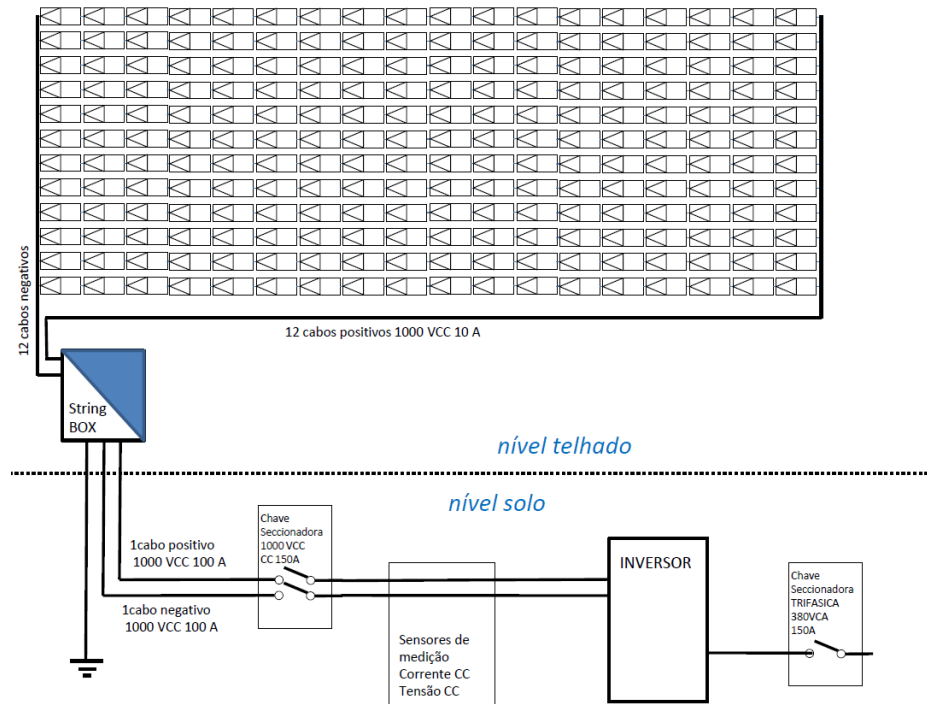 12 cabos negativos
12 cabos positivos 1000 VCC 10 A
String
BOX
nível telhado
nível solo
Chave
Seccionadora
1000 VCC
CC 150A
1cabo positivo
1000 VCC 100 A
1cabo negativo
1000 VCC 100 A
Sensores de
medição
Corrente CC
Tensão CC
INVERSOR
Chave
Seccionadora
TRIFASICA
380VCA
150A